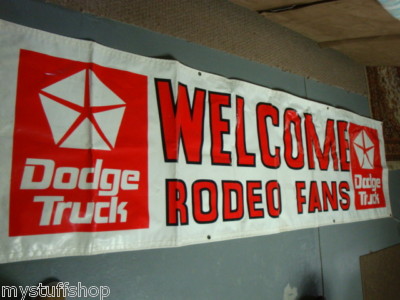 Dodge
Truck
WELCOME
RODEO FANS
Dodge
Truck
mystuffshop